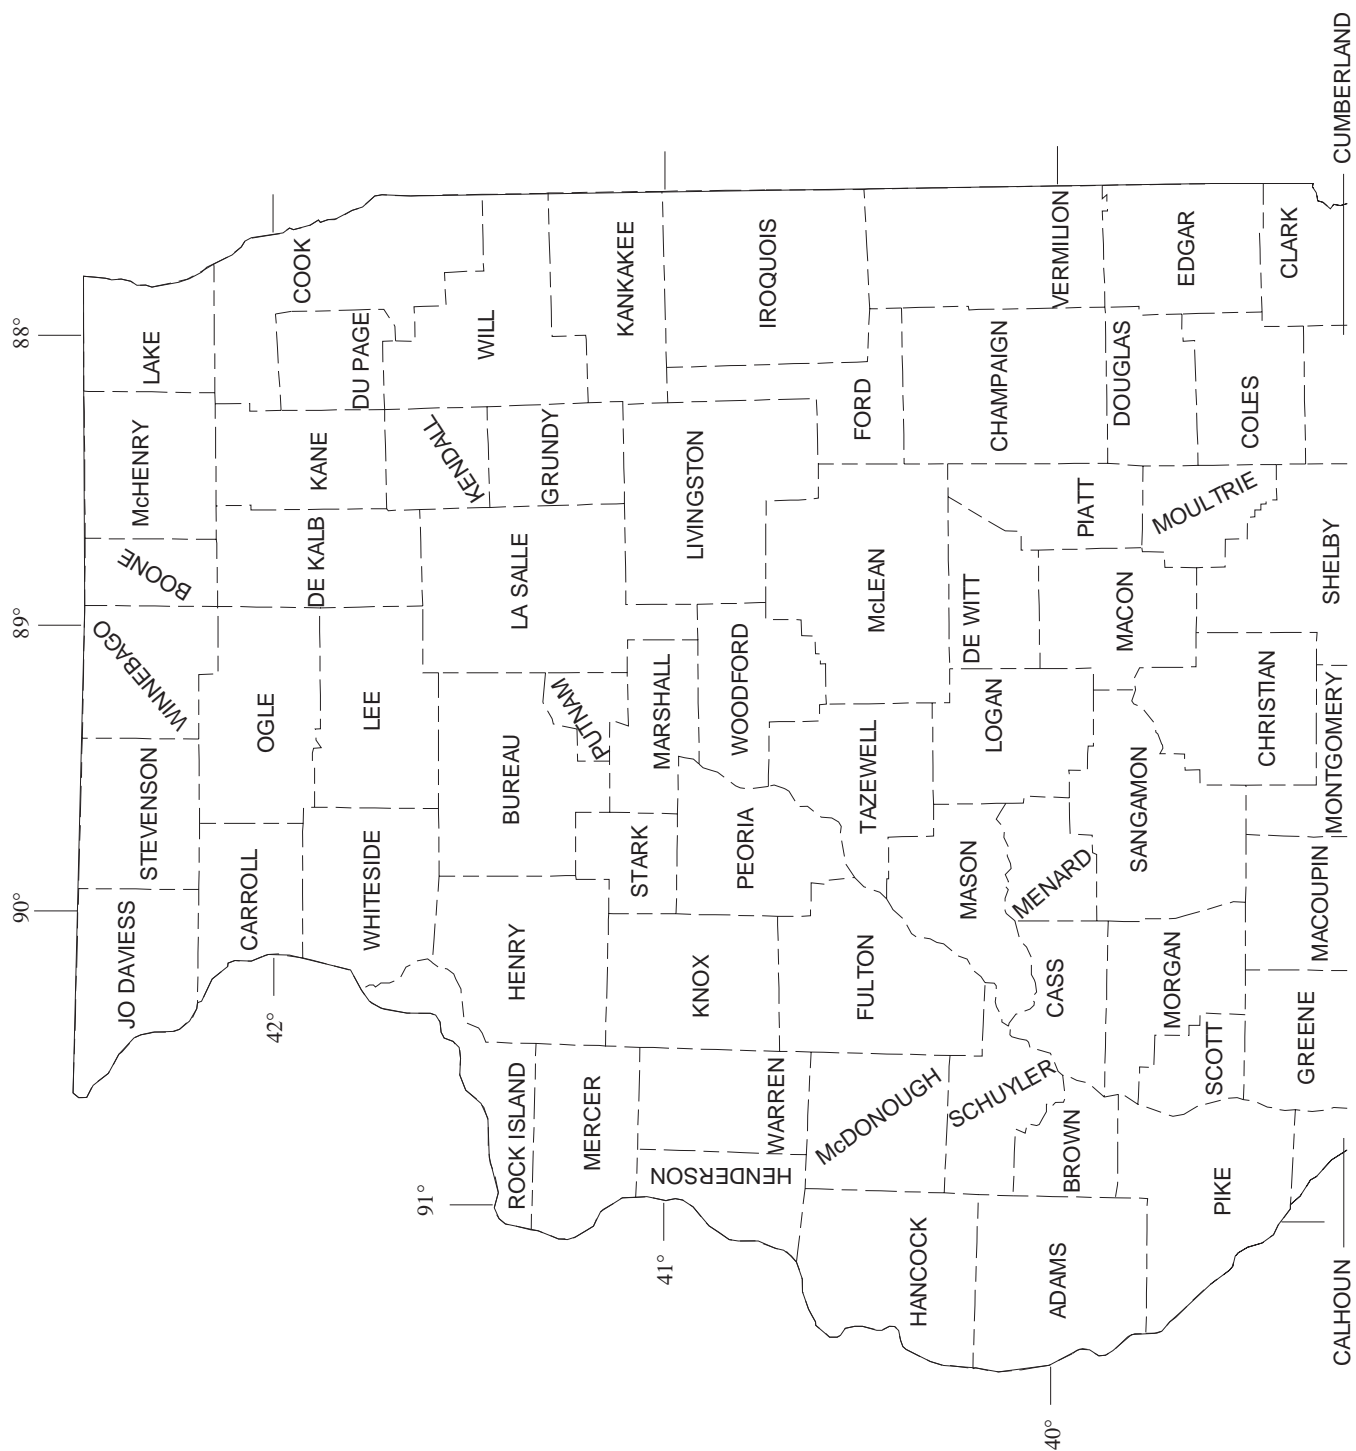 88°
89°
90°
91°
42°
41°
40°
JO DAVIESS
STEVENSON
WINNEBAGO
BOONE
McHENRY
LAKE
CARROLL
OGLE
DE KALB
KANE
COOK
DU PAGE
WHITESIDE
LEE
KENDALL
WILL
ROCK ISLAND
HENRY
BUREAU
LA SALLE
GRUNDY
MERCER
PUTNAM
KANKAKEE
HENDERSON
WARREN
KNOX
STARK
MARSHALL
LIVINGSTON
IROQUOIS
PEORIA
WOODFORD
FORD
HANCOCK
McDONOUGH
FULTON
TAZEWELL
McLEAN
VERMILION
CHAMPAIGN
SCHUYLER
MASON
LOGAN
DE WITT
PIATT
ADAMS
BROWN
CASS
MENARD
SANGAMON
MACON
MOULTRIE
DOUGLAS
EDGAR
COLES
CLARK
PIKE
SCOTT
MORGAN
CHRISTIAN
SHELBY
CUMBERLAND
CALHOUN
GREENE
MACOUPIN
MONTGOMERY